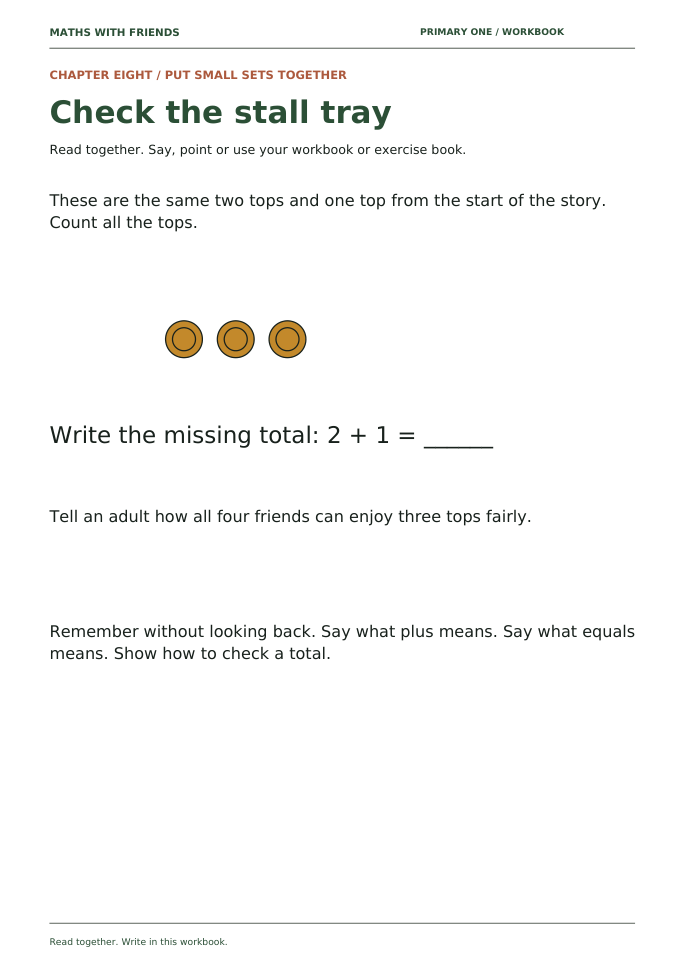 MATHS WITH FRIENDS
PRIMARY ONE / WORKBOOK
CHAPTER EIGHT / PUT SMALL SETS TOGETHER
Check the stall tray
Read together. Say, point or use your workbook or exercise book.
These are the same two tops and one top from the start of the story.
Count all the tops.
Write the missing total: 2 + 1 = ______
Tell an adult how all four friends can enjoy three tops fairly.
Remember without looking back. Say what plus means. Say what equals
means. Show how to check a total.
Read together. Write in this workbook.